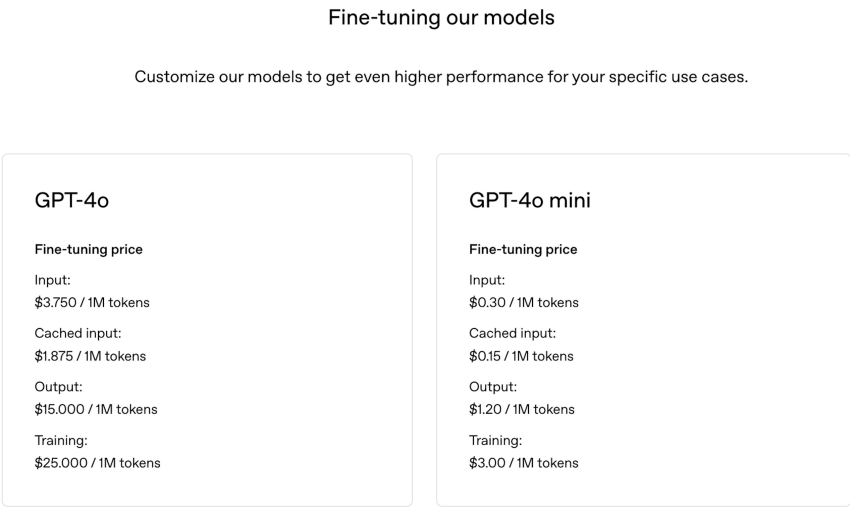 Fine-tuning our models
Customize our models to get even higher performance for your specific use cases.
GPT-4o
Fine-tuning price
Input:
$3.750 / 1M tokens
Cached input:
$1.875 / 1M tokens
Output:
$15.000 / 1M tokens
Training:
$25.000 / 1M tokens
GPT-4o mini
Fine-tuning price
Input:
$0.30 / 1M tokens
Cached input:
$0.15 / 1M tokens
Output:
$1.20 / 1M tokens
Training:
$3.00 / 1M tokens